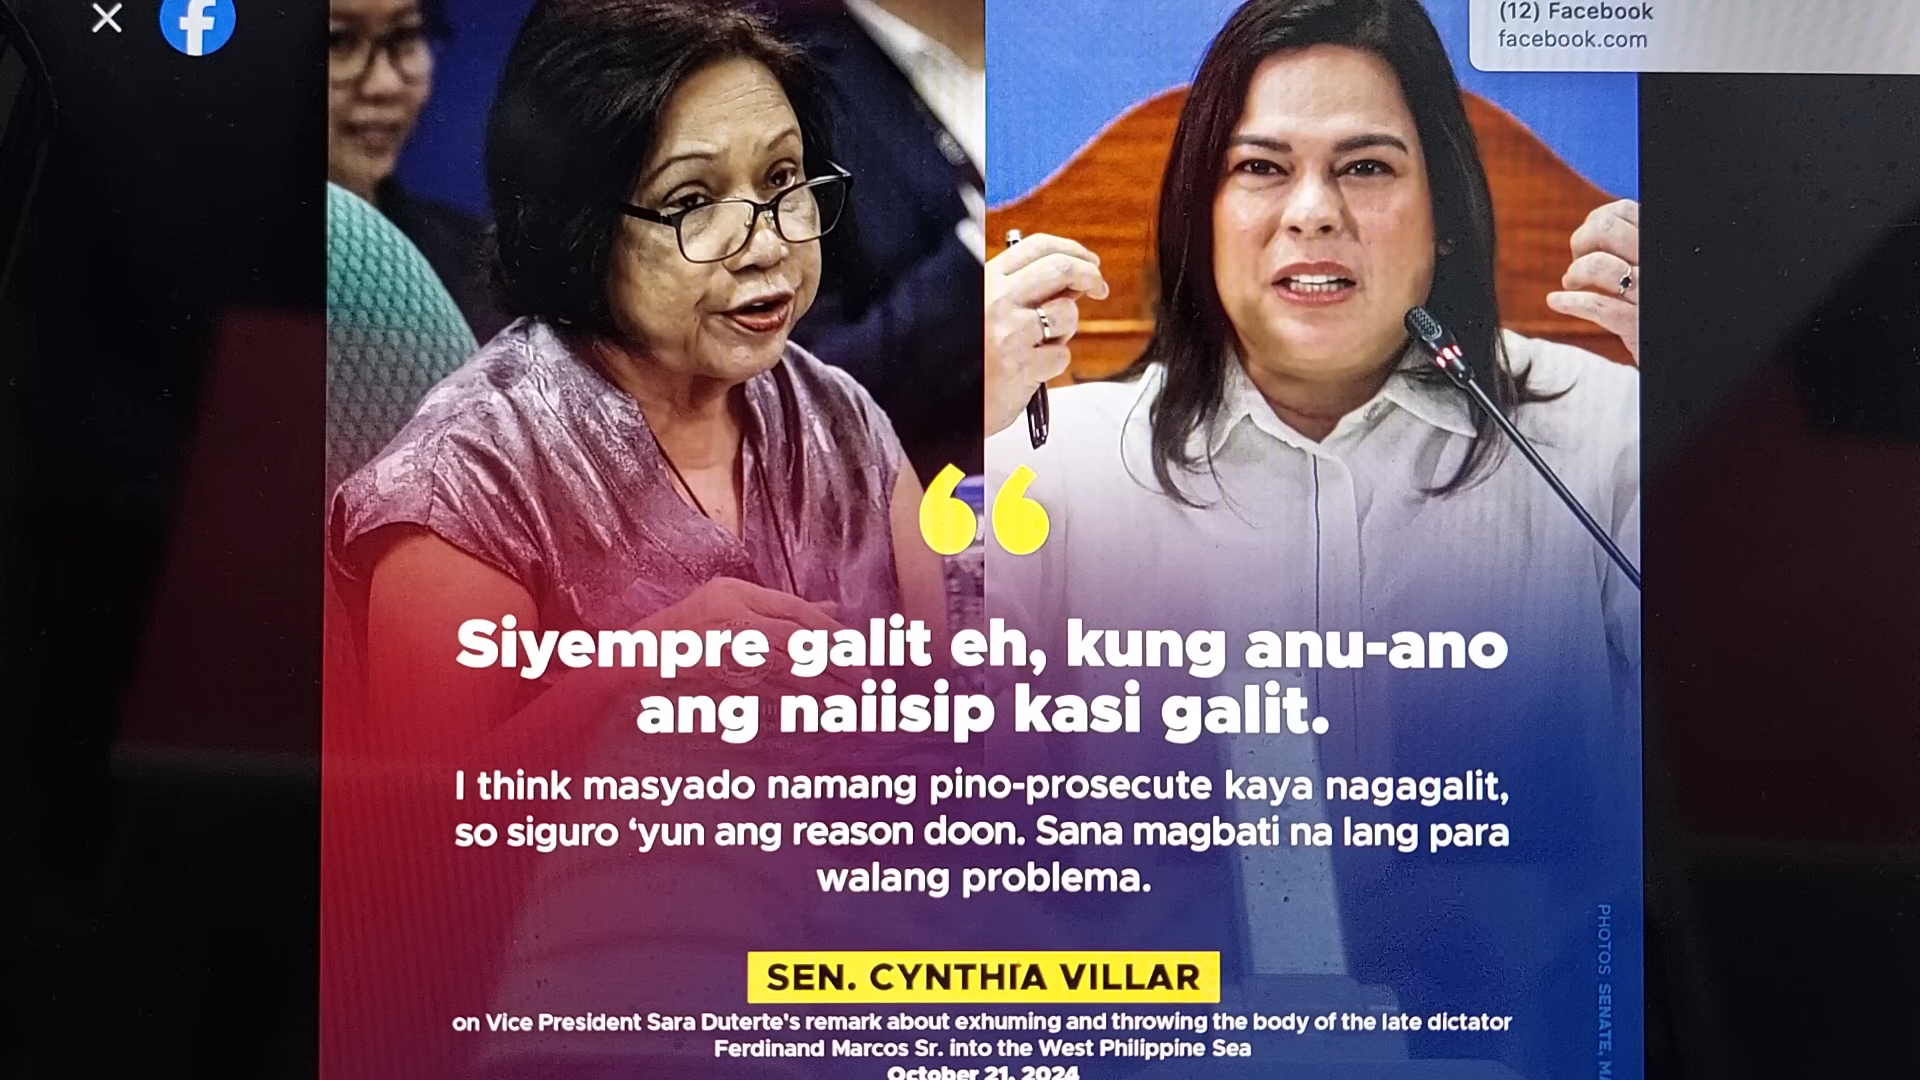 (12) Facebook
facebook.com
Siyempre galit eh, kung anu-ano
ang naiisip kasi galit.
I think masyado namang pino-prosecute kaya nagagalit,
so siguro ‘yun ang reason doon. Sana magbati na lang para
walang problema.
SEN. CYNTHIA VILLAR
on Vice President Sara Duterte's remark about exhuming and throwing the body of the late dictator
Ferdinand Marcos Sr. into the West Philippine Sea
October 21, 2024
PHOTOS SENATE,